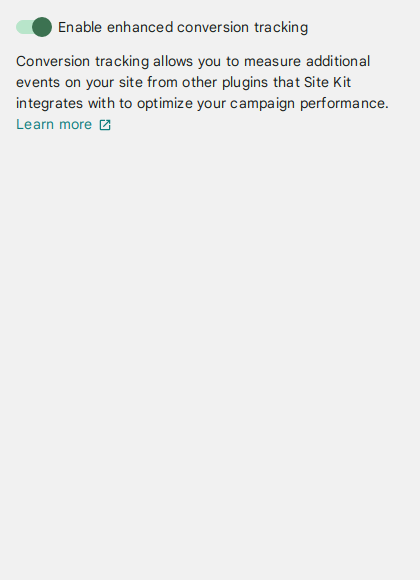 Enable enhanced conversion tracking
Conversion tracking allows you to measure additional
events on your site from other plugins that Site Kit
integrates with to optimize your campaign performance.
Learn more